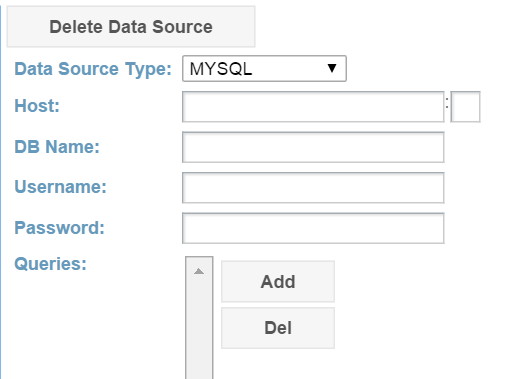 Delete Data Source
Data Source Type: MYSQL
Host: :
DB Name:
Username:
Password:
Queries:
Add
Del